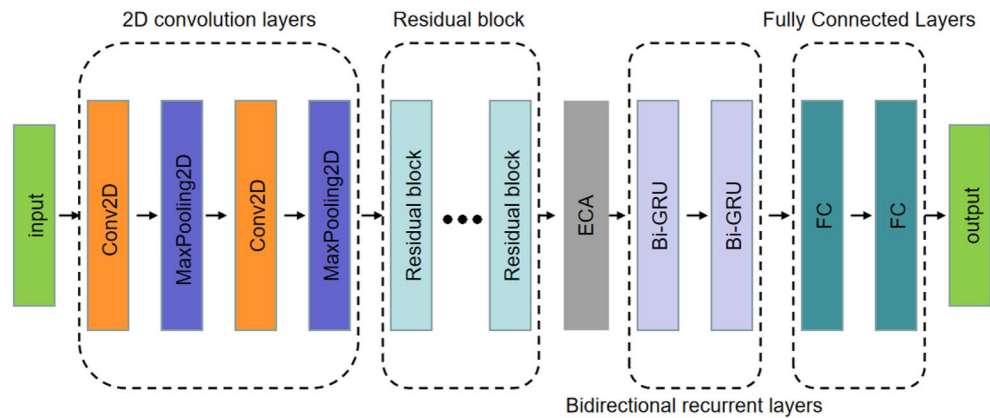 2D convolution layers
Residual block
Fully Connected Layers
input
Conv2D
MaxPooling2D
Conv2D
MaxPooling2D
Residual block
Residual block
ECA
Bi-GRU
Bi-GRU
FC
FC
output
Bidirectional recurrent layers